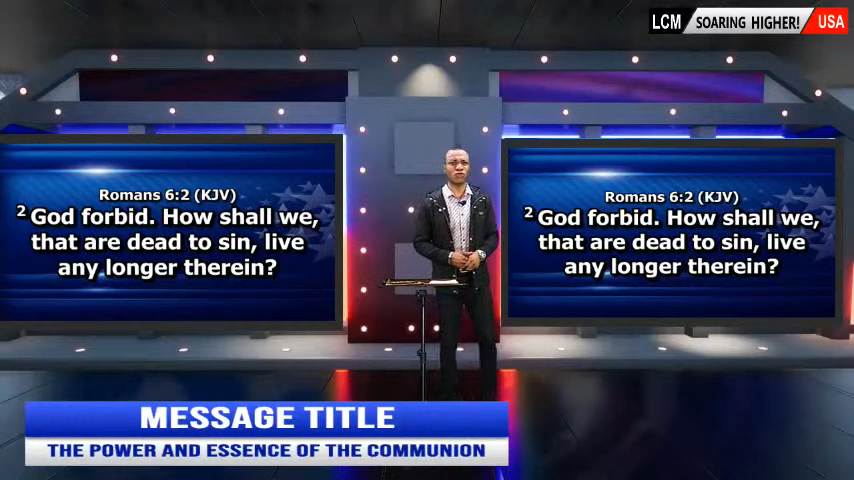 LCM SOARING HIGHER! USA
Romans 6:2 (KJV)
2 God forbid. How shall we,
that are dead to sin, live
any longer therein?
Romans 6:2 (KJV)
2 God forbid. How shall we,
that are dead to sin, live
any longer therein?
MESSAGE TITLE
THE POWER AND ESSENCE OF THE COMMUNION